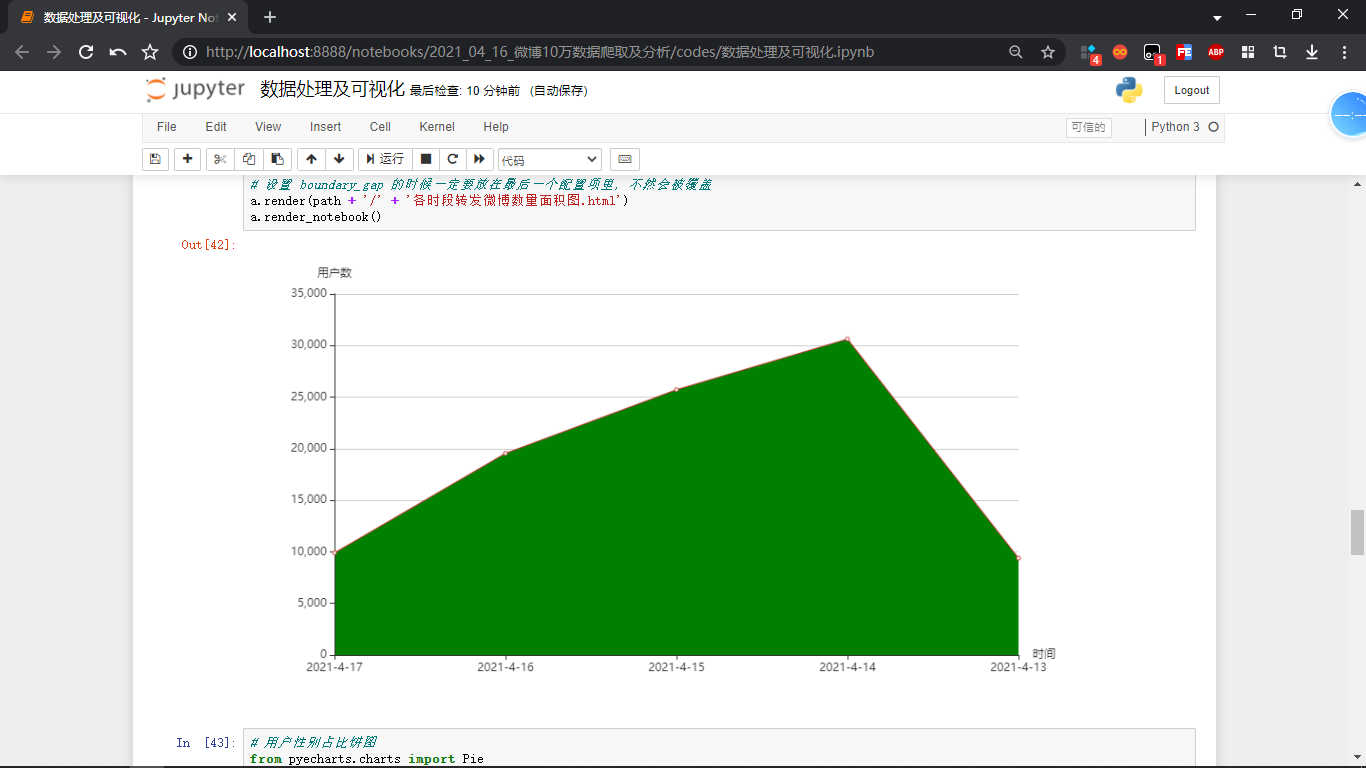 数据处理及可视化 - Jupyter Not
http://localhost:8888/notebooks/2021_04_16_微博10万数据爬取及分析/codes/数据处理及可视化.ipynb
4
1
FE
ABP
jupyter 数据处理及可视化 最后检查: 10 分钟前 (自动保存)
Logout
File Edit View Insert Cell Kernel Help
可信的
Python 3
运行
代码
# 设置 boundary_gap 的时候一定要放在最后一个配置项里, 不然会被覆盖
a.render(path + '/' + '各时段转发微博数量面积图.html')
a.render_notebook()
Out[42]:
用户数
35,000
30,000
25,000
20,000
15,000
10,000
5,000
0
2021-4-17 2021-4-16 2021-4-15 2021-4-14 2021-4-13
时间
In [43]:
# 用户性别占比饼图
from pyecharts.charts import Pie